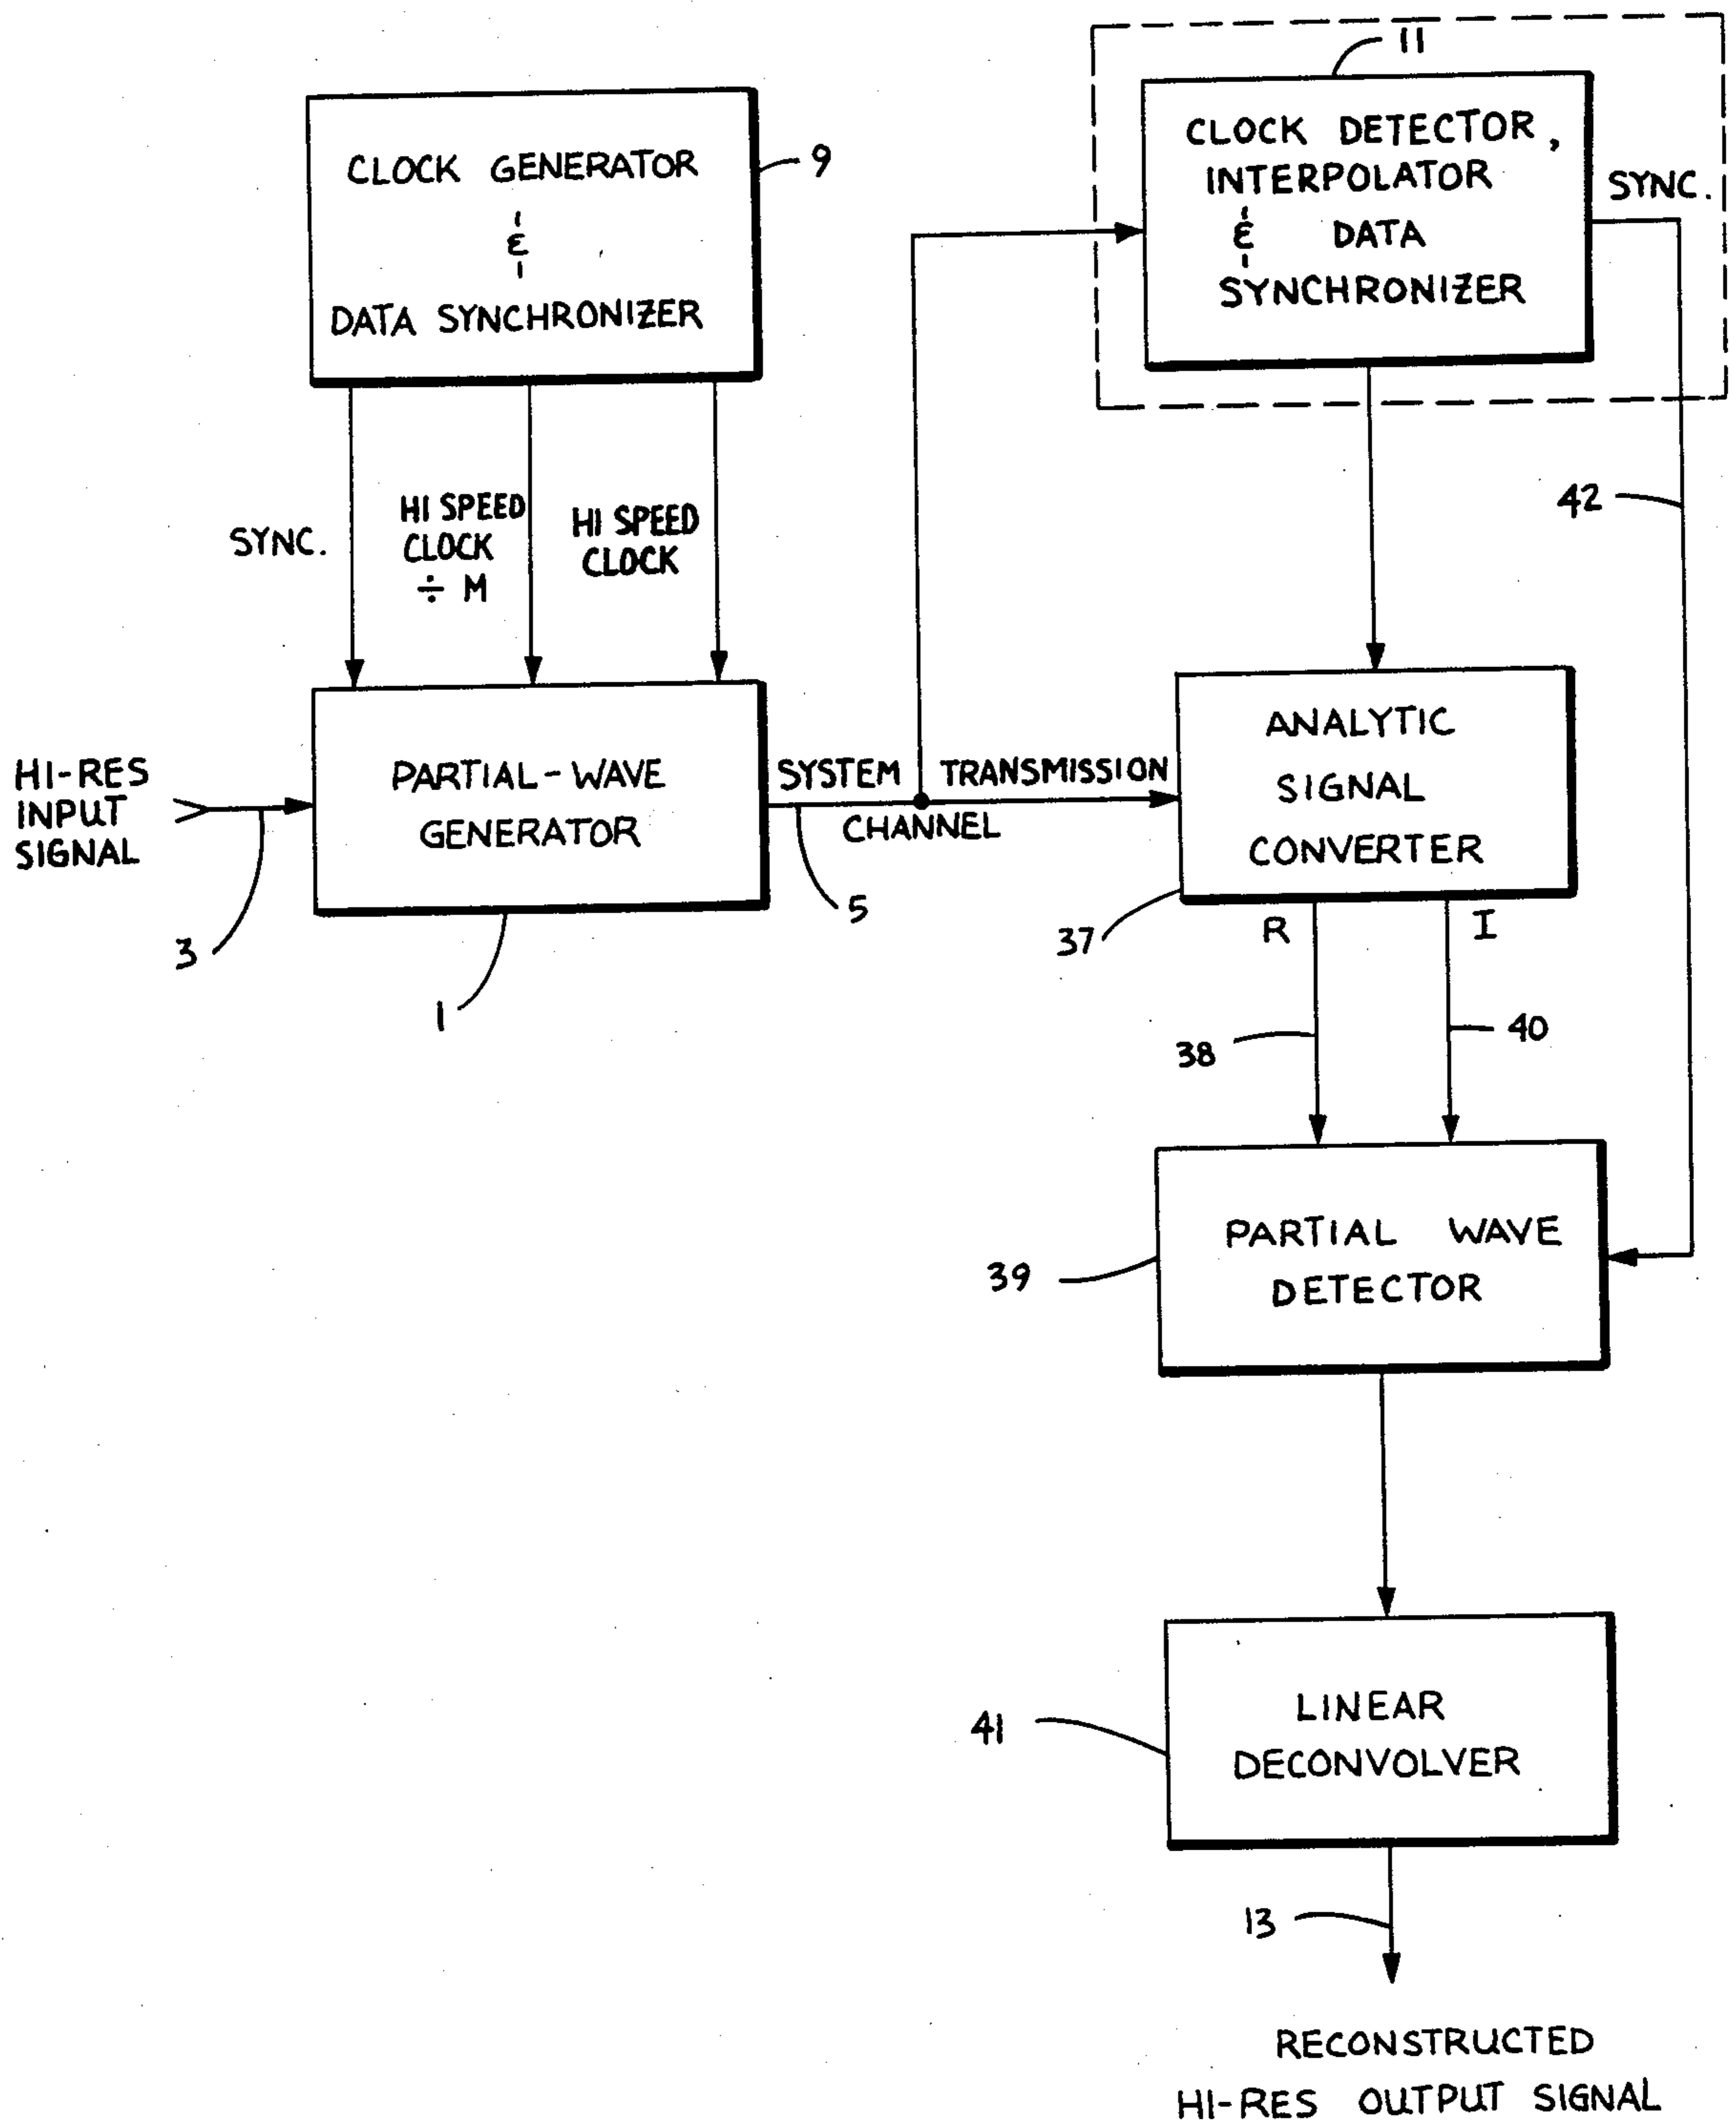 11
CLOCK GENERATOR
&
DATA SYNCHRONIZER
9
CLOCK DETECTOR,
INTERPOLATOR
& DATA
SYNCHRONIZER
SYNC.
SYNC.
HI SPEED
CLOCK
÷ M
HI SPEED
CLOCK
42
HI-RES
INPUT
SIGNAL
3
PARTIAL-WAVE
GENERATOR
1
SYSTEM TRANSMISSION
CHANNEL
5
ANALYTIC
SIGNAL
CONVERTER
37
R
I
38
40
PARTIAL WAVE
DETECTOR
39
LINEAR
DECONVOLVER
41
13
RECONSTRUCTED
HI-RES OUTPUT SIGNAL